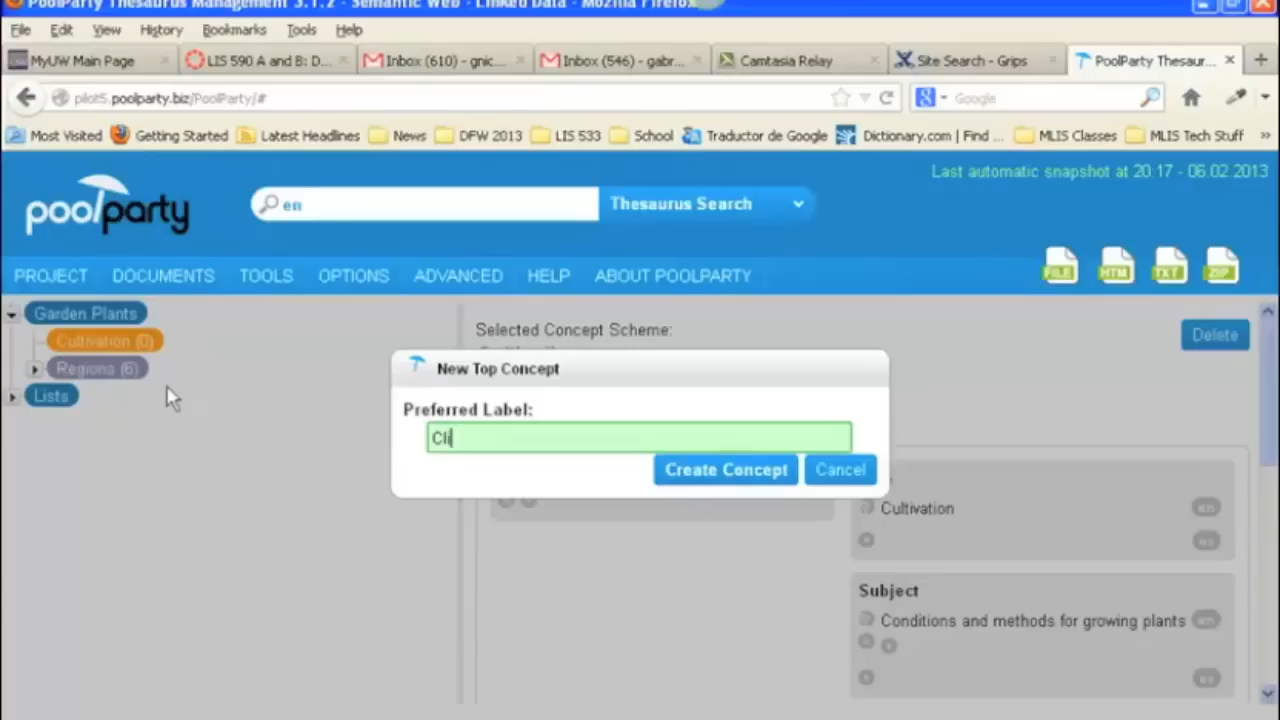 PoolParty Thesaurus Management 3.1.2 - Semantic Web - Linked Data - Mozilla Firefox
File Edit View History Bookmarks Tools Help
MyUW Main Page
LIS 590 A and B: D...
Inbox (610) - gnic...
Inbox (546) - gabr...
Camtasia Relay
Site Search - Grips
PoolParty Thesaur...
pilot5.poolparty.biz/PoolParty/#
Google
Most Visited Getting Started Latest Headlines News DFW 2013 LIS 533 School Traductor de Google Dictionary.com | Find ... MLIS Classes MLIS Tech Stuff
Last automatic snapshot at 20:17 - 06.02.2013
poolparty
en
Thesaurus Search
PROJECT DOCUMENTS TOOLS OPTIONS ADVANCED HELP ABOUT POOLPARTY
FILE HTM TXT ZIP
Garden Plants
Cultivation (0)
Regions (6)
Lists
Selected Concept Scheme:
Delete
New Top Concept
Preferred Label:
Cli
Create Concept Cancel
Cultivation
Subject
Conditions and methods for growing plants